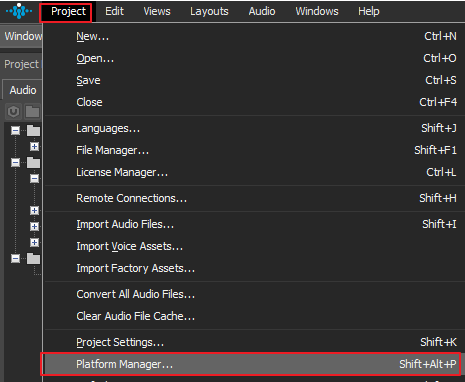 Project Edit Views Layouts Audio Windows Help
Window
New... Ctrl+N
Project
Open... Ctrl+O
Save Ctrl+S
Audio
Close Ctrl+F4
Languages... Shift+J
File Manager... Shift+F1
License Manager... Ctrl+L
Remote Connections... Shift+H
Import Audio Files... Shift+I
Import Voice Assets...
Import Factory Assets...
Convert All Audio Files...
Clear Audio File Cache...
Project Settings... Shift+K
Platform Manager... Shift+Alt+P